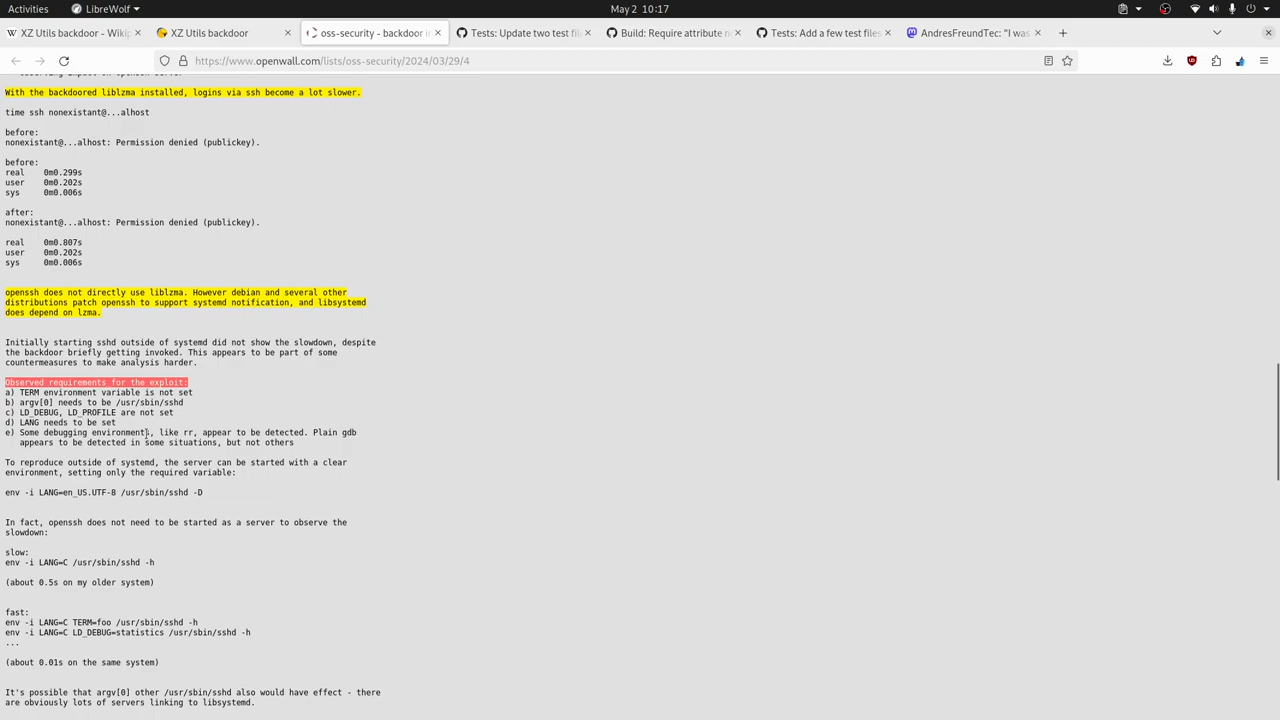 Activities
LibreWolf
May 2 10:17
XZ Utils backdoor - Wikip
XZ Utils backdoor
oss-security - backdoor in
Tests: Update two test file
Build: Require attribute n
Tests: Add a few test files
AndresFreundTec: "I was
https://www.openwall.com/lists/oss-security/2024/03/29/4
With the backdoored liblzma installed, logins via ssh become a lot slower.
time ssh nonexistant@...alhost
before:
nonexistant@...alhost: Permission denied (publickey).
before:
real 0m0.299s
user 0m0.202s
sys 0m0.006s
after:
nonexistant@...alhost: Permission denied (publickey).
real 0m0.807s
user 0m0.202s
sys 0m0.006s
openssh does not directly use liblzma. However debian and several other
distributions patch openssh to support systemd notification, and libsystemd
does depend on lzma.
Initially starting sshd outside of systemd did not show the slowdown, despite
the backdoor briefly getting invoked. This appears to be part of some
countermeasures to make analysis harder.
Observed requirements for the exploit:
a) TERM environment variable is not set
b) argv[0] needs to be /usr/sbin/sshd
c) LD_DEBUG, LD_PROFILE are not set
d) LANG needs to be set
e) Some debugging environments, like rr, appear to be detected. Plain gdb
appears to be detected in some situations, but not others
To reproduce outside of systemd, the server can be started with a clear
environment, setting only the required variable:
env -i LANG=en_US.UTF-8 /usr/sbin/sshd -D
In fact, openssh does not need to be started as a server to observe the
slowdown:
slow:
env -i LANG=C /usr/sbin/sshd -h
(about 0.5s on my older system)
fast:
env -i LANG=C TERM=foo /usr/sbin/sshd -h
env -i LANG=C LD_DEBUG=statistics /usr/sbin/sshd -h
...
(about 0.01s on the same system)
It's possible that argv[0] other /usr/sbin/sshd also would have effect - there
are obviously lots of servers linking to libsystemd.